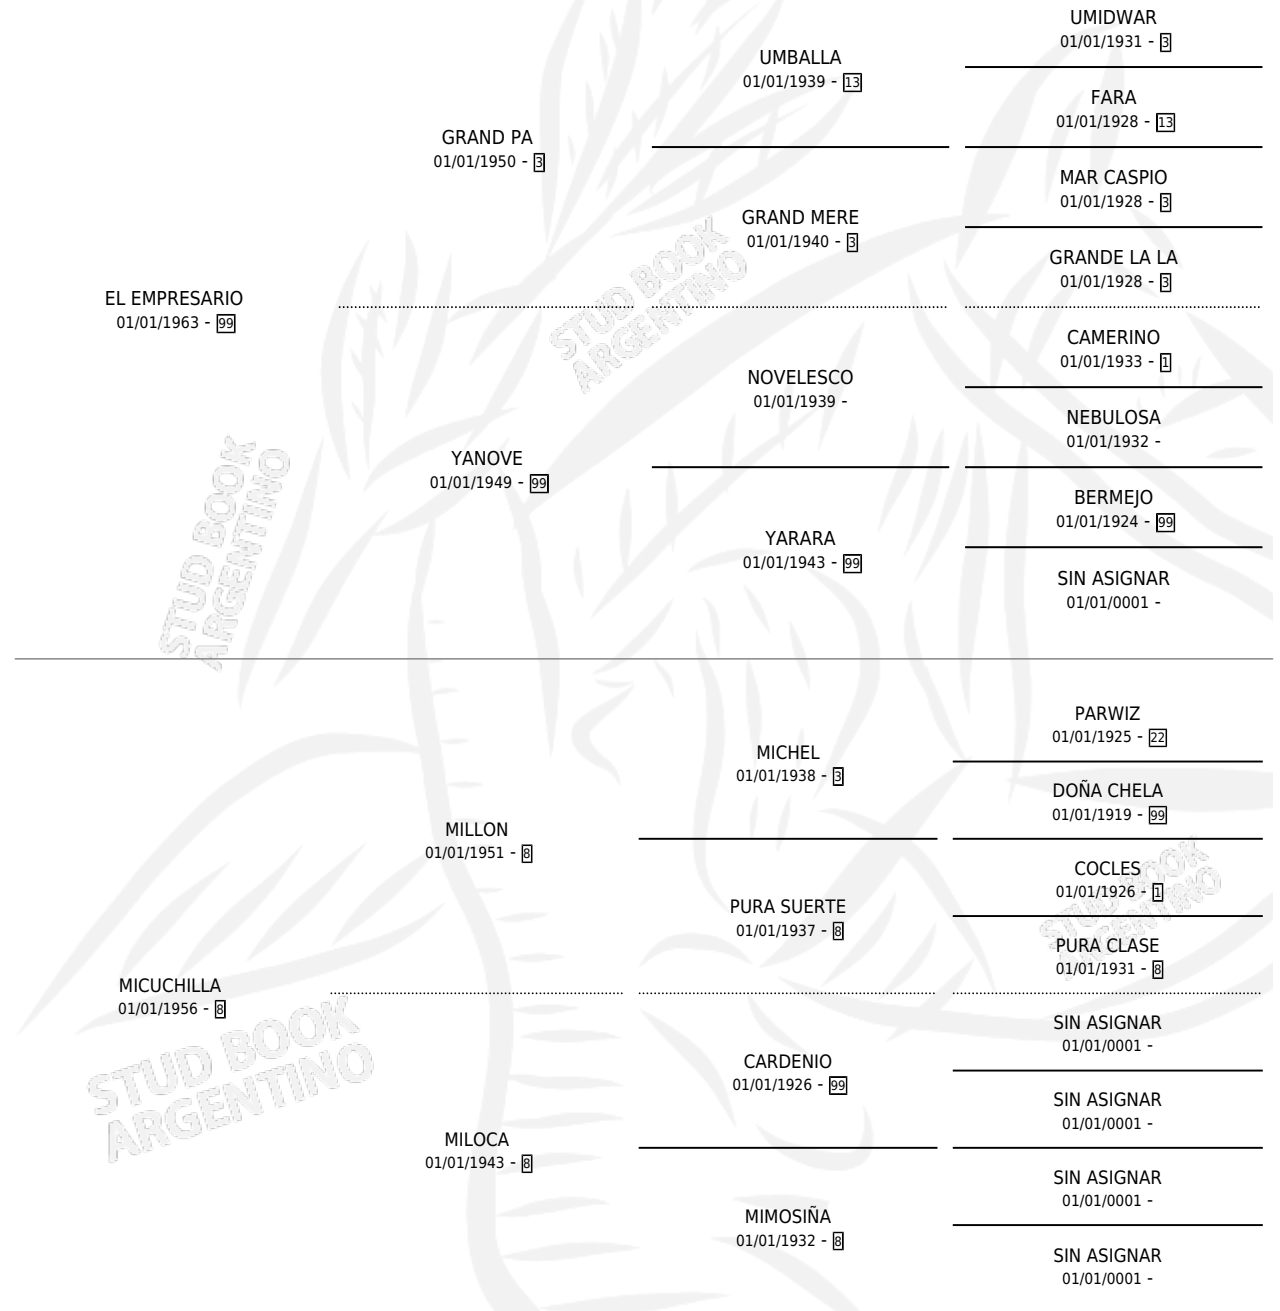 UMIDWAR
01/01/1931 - 3
UMBALLA
01/01/1939 - 13
FARA
01/01/1928 - 13
GRAND PA
01/01/1950 - 3
MAR CASPIO
01/01/1928 - 3
GRAND MERE
01/01/1940 - 3
GRANDE LA LA
01/01/1928 - 3
EL EMPRESARIO
01/01/1963 - 99
CAMERINO
01/01/1933 - 1
NOVELESCO
01/01/1939 -
NEBULOSA
01/01/1932 -
YANOVE
01/01/1949 - 99
BERMEJO
01/01/1924 - 99
YARARA
01/01/1943 - 99
SIN ASIGNAR
01/01/0001 -
PARWIZ
01/01/1925 - 22
MICHEL
01/01/1938 - 3
DOÑA CHELA
01/01/1919 - 99
MILLON
01/01/1951 - 8
COCLES
01/01/1926 - 1
PURA SUERTE
01/01/1937 - 8
PURA CLASE
01/01/1931 - 8
MICUCHILLA
01/01/1956 - 8
SIN ASIGNAR
01/01/0001 -
CARDENIO
01/01/1926 - 99
SIN ASIGNAR
01/01/0001 -
MILOCA
01/01/1943 - 8
SIN ASIGNAR
01/01/0001 -
MIMOSIÑA
01/01/1932 - 8
SIN ASIGNAR
01/01/0001 -
STUD BOOK
ARGENTINO
STUD BOOK
ARGENTINO
STUD BOOK
ARGENTINO
STUD BOOK
ARGENTINO